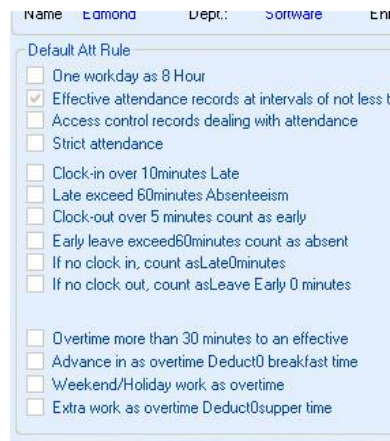 Name Edmond Dept.: Software
Default Att Rule
One workday as 8 Hour
Effective attendance records at intervals of not less
Access control records dealing with attendance
Strict attendance
Clock-in over 10minutes Late
Late exceed 60minutes Absenteeism
Clock-out over 5 minutes count as early
Early leave exceed60minutes count as absent
If no clock in, count asLate0minutes
If no clock out, count asLeave Early 0 minutes
Overtime more than 30 minutes to an effective
Advance in as overtime Deduct0 breakfast time
Weekend/Holiday work as overtime
Extra work as overtime Deduct0supper time